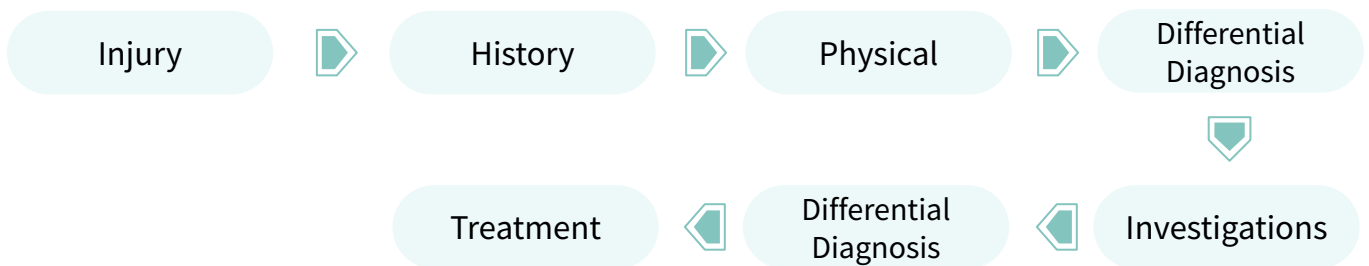 Injury
History
Physical
Differential
Diagnosis
Investigations
Differential
Diagnosis
Treatment